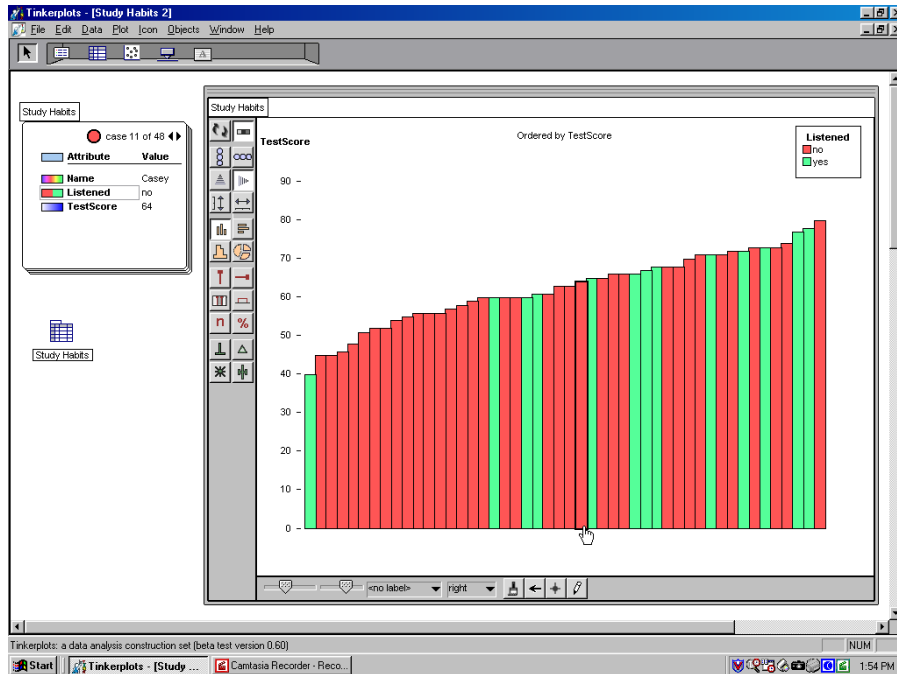 Tinkerplots - [Study Habits 2]
File Edit Data Plot Icon Objects Window Help
A
Study Habits
case 11 of 48
Attribute Value
Name Casey
Listened no
TestScore 64
Study Habits
Study Habits
n %
TestScore
Ordered by TestScore
Listened
no
yes
90
80
70
60
50
40
30
20
10
0
<no label> right
Tinkerplots: a data analysis construction set (beta test version 0.60)
NUM
Start Tinkerplots - [Study ... Camtasia Recorder - Reco... 1:54 PM